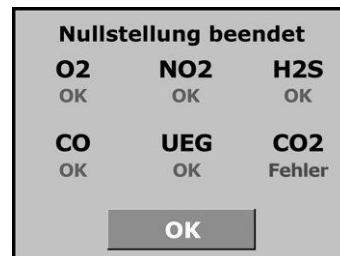 Nullstellung beendet
O2 NO2 H2S
OK OK OK
CO UEG CO2
OK OK Fehler
OK